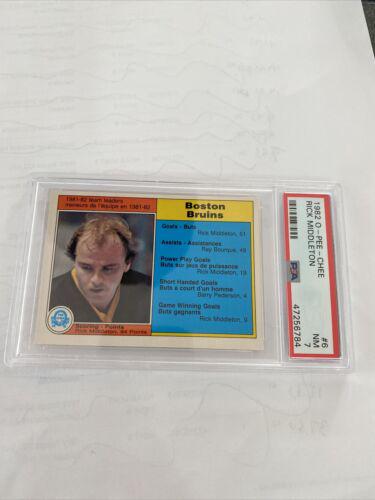 1981-82 team leaders
meneurs de l'équipe en 1981-82
Scoring - Points
Rick Middleton, 94 Points
Boston
Bruins
Goals - Buts
Rick Middleton, 51
Assists - Assistances
Ray Bourque, 49
Power Play Goals
Buts sur jeux de puissance
Rick Middleton, 19
Short Handed Goals
Buts à court d'un homme
Barry Pederson, 4
Game Winning Goals
Buts gagnants
Rick Middleton, 9
1982 O-PEE-CHEE
RICK MIDDLETON
PSA
#6
NM
7
47256784